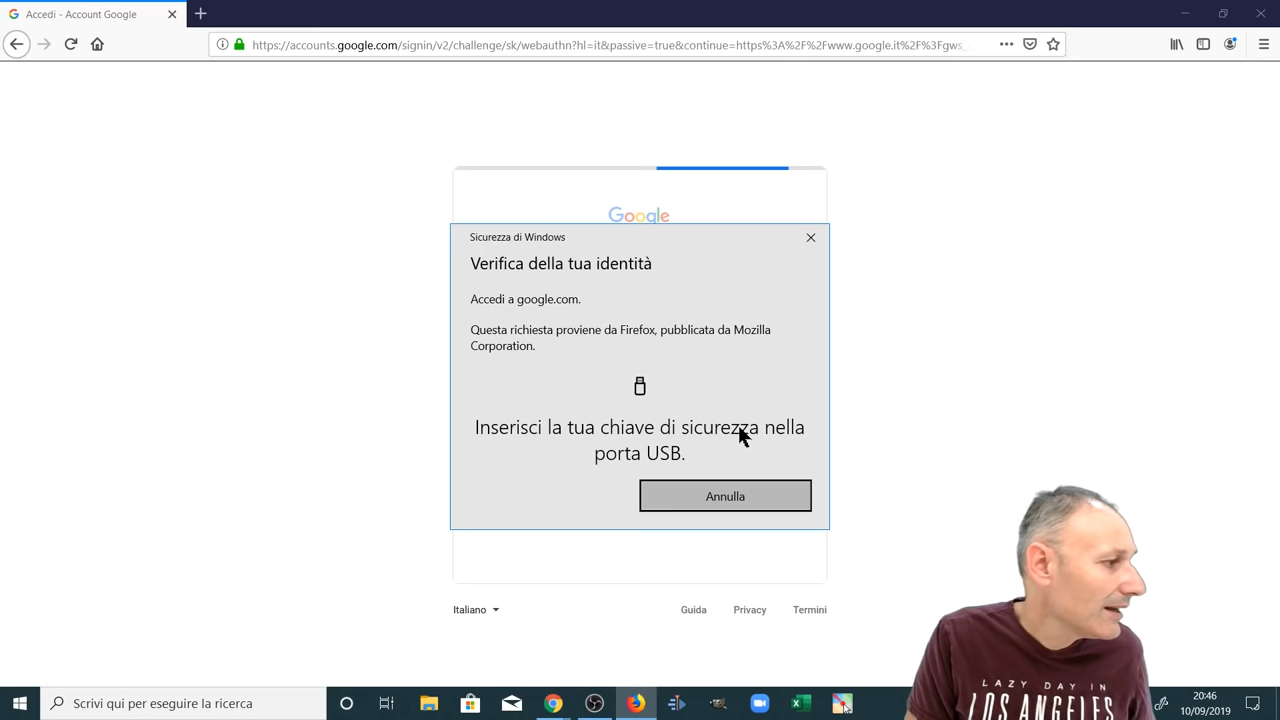 Accedi - Account Google
https://accounts.google.com/signin/v2/challenge/sk/webauthn?hl=it&passive=true&continue=https%3A%2F%2Fwww.google.it%2F%3Fgws_
Google
Sicurezza di Windows
Verifica della tua identità
Accedi a google.com.
Questa richiesta proviene da Firefox, pubblicata da Mozilla
Corporation.
Inserisci la tua chiave di sicurezza nella
porta USB.
Annulla
Italiano
Guida
Privacy
Termini
LAZY DAY IN
LOS ANGELES
Scrivi qui per eseguire la ricerca
20:46
10/09/2019